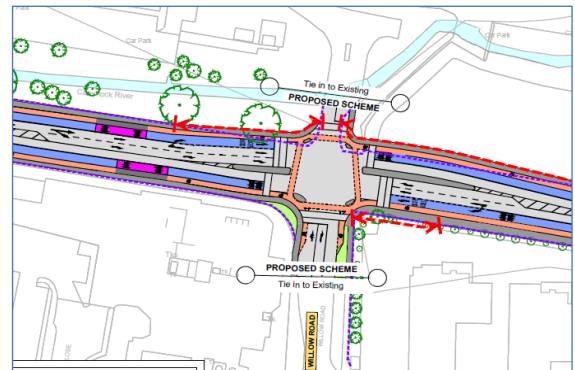 Park
Car Park
Car Park
Tie in to Existing
PROPOSED SCHEME
River
PROPOSED SCHEME
Tie in to Existing
WILLOW ROAD
WILLOW ROAD